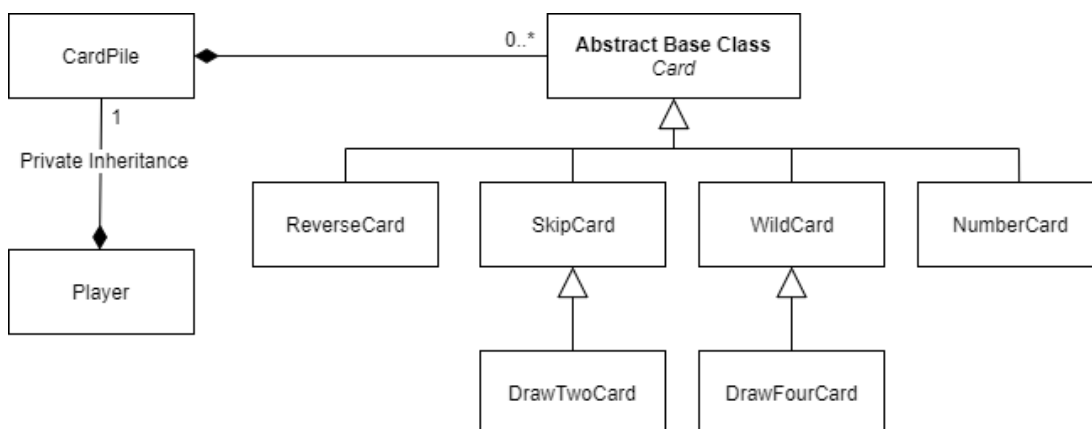 CardPile
0..*
Abstract Base Class
Card
1
Private Inheritance
ReverseCard
SkipCard
WildCard
NumberCard
Player
DrawTwoCard
DrawFourCard